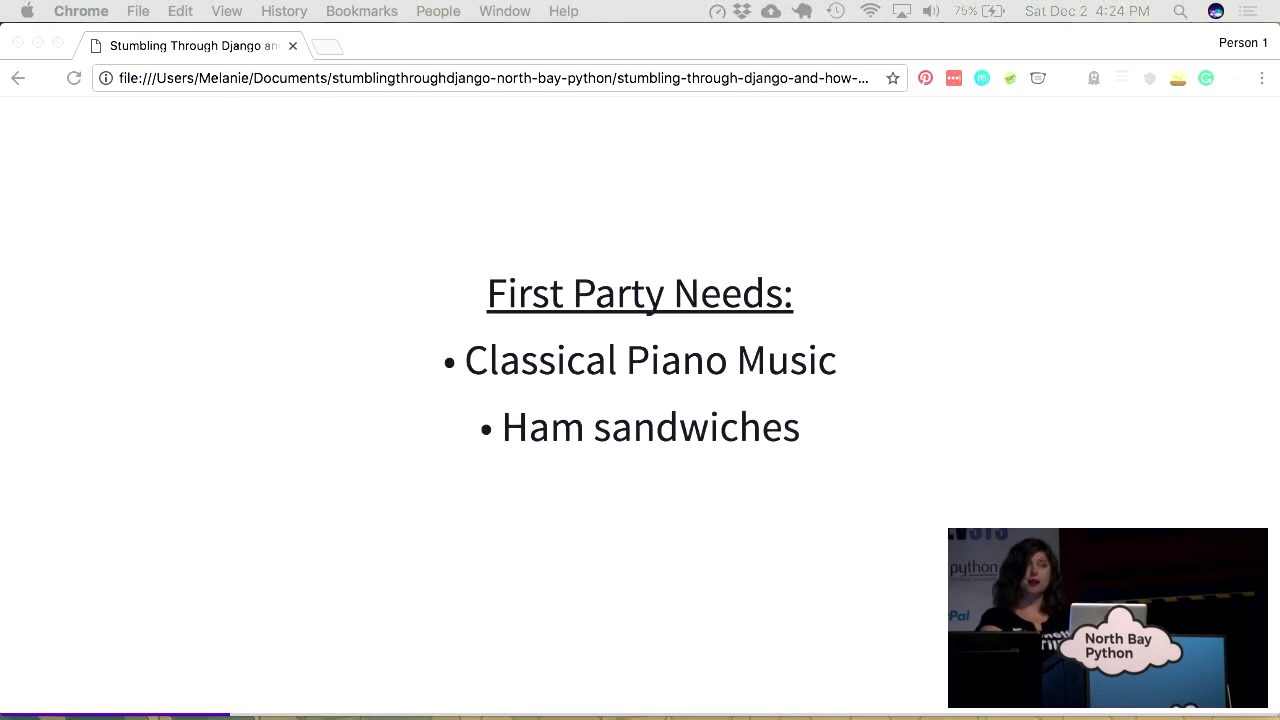 Chrome File Edit View History Bookmarks People Window Help 75% Sat Dec 2 4:24 PM
Stumbling Through Django an
Person 1
file:///Users/Melanie/Documents/stumblingthroughdjango-north-bay-python/stumbling-through-django-and-how-...
First Party Needs:
• Classical Piano Music
• Ham sandwiches
python
North Bay
Python